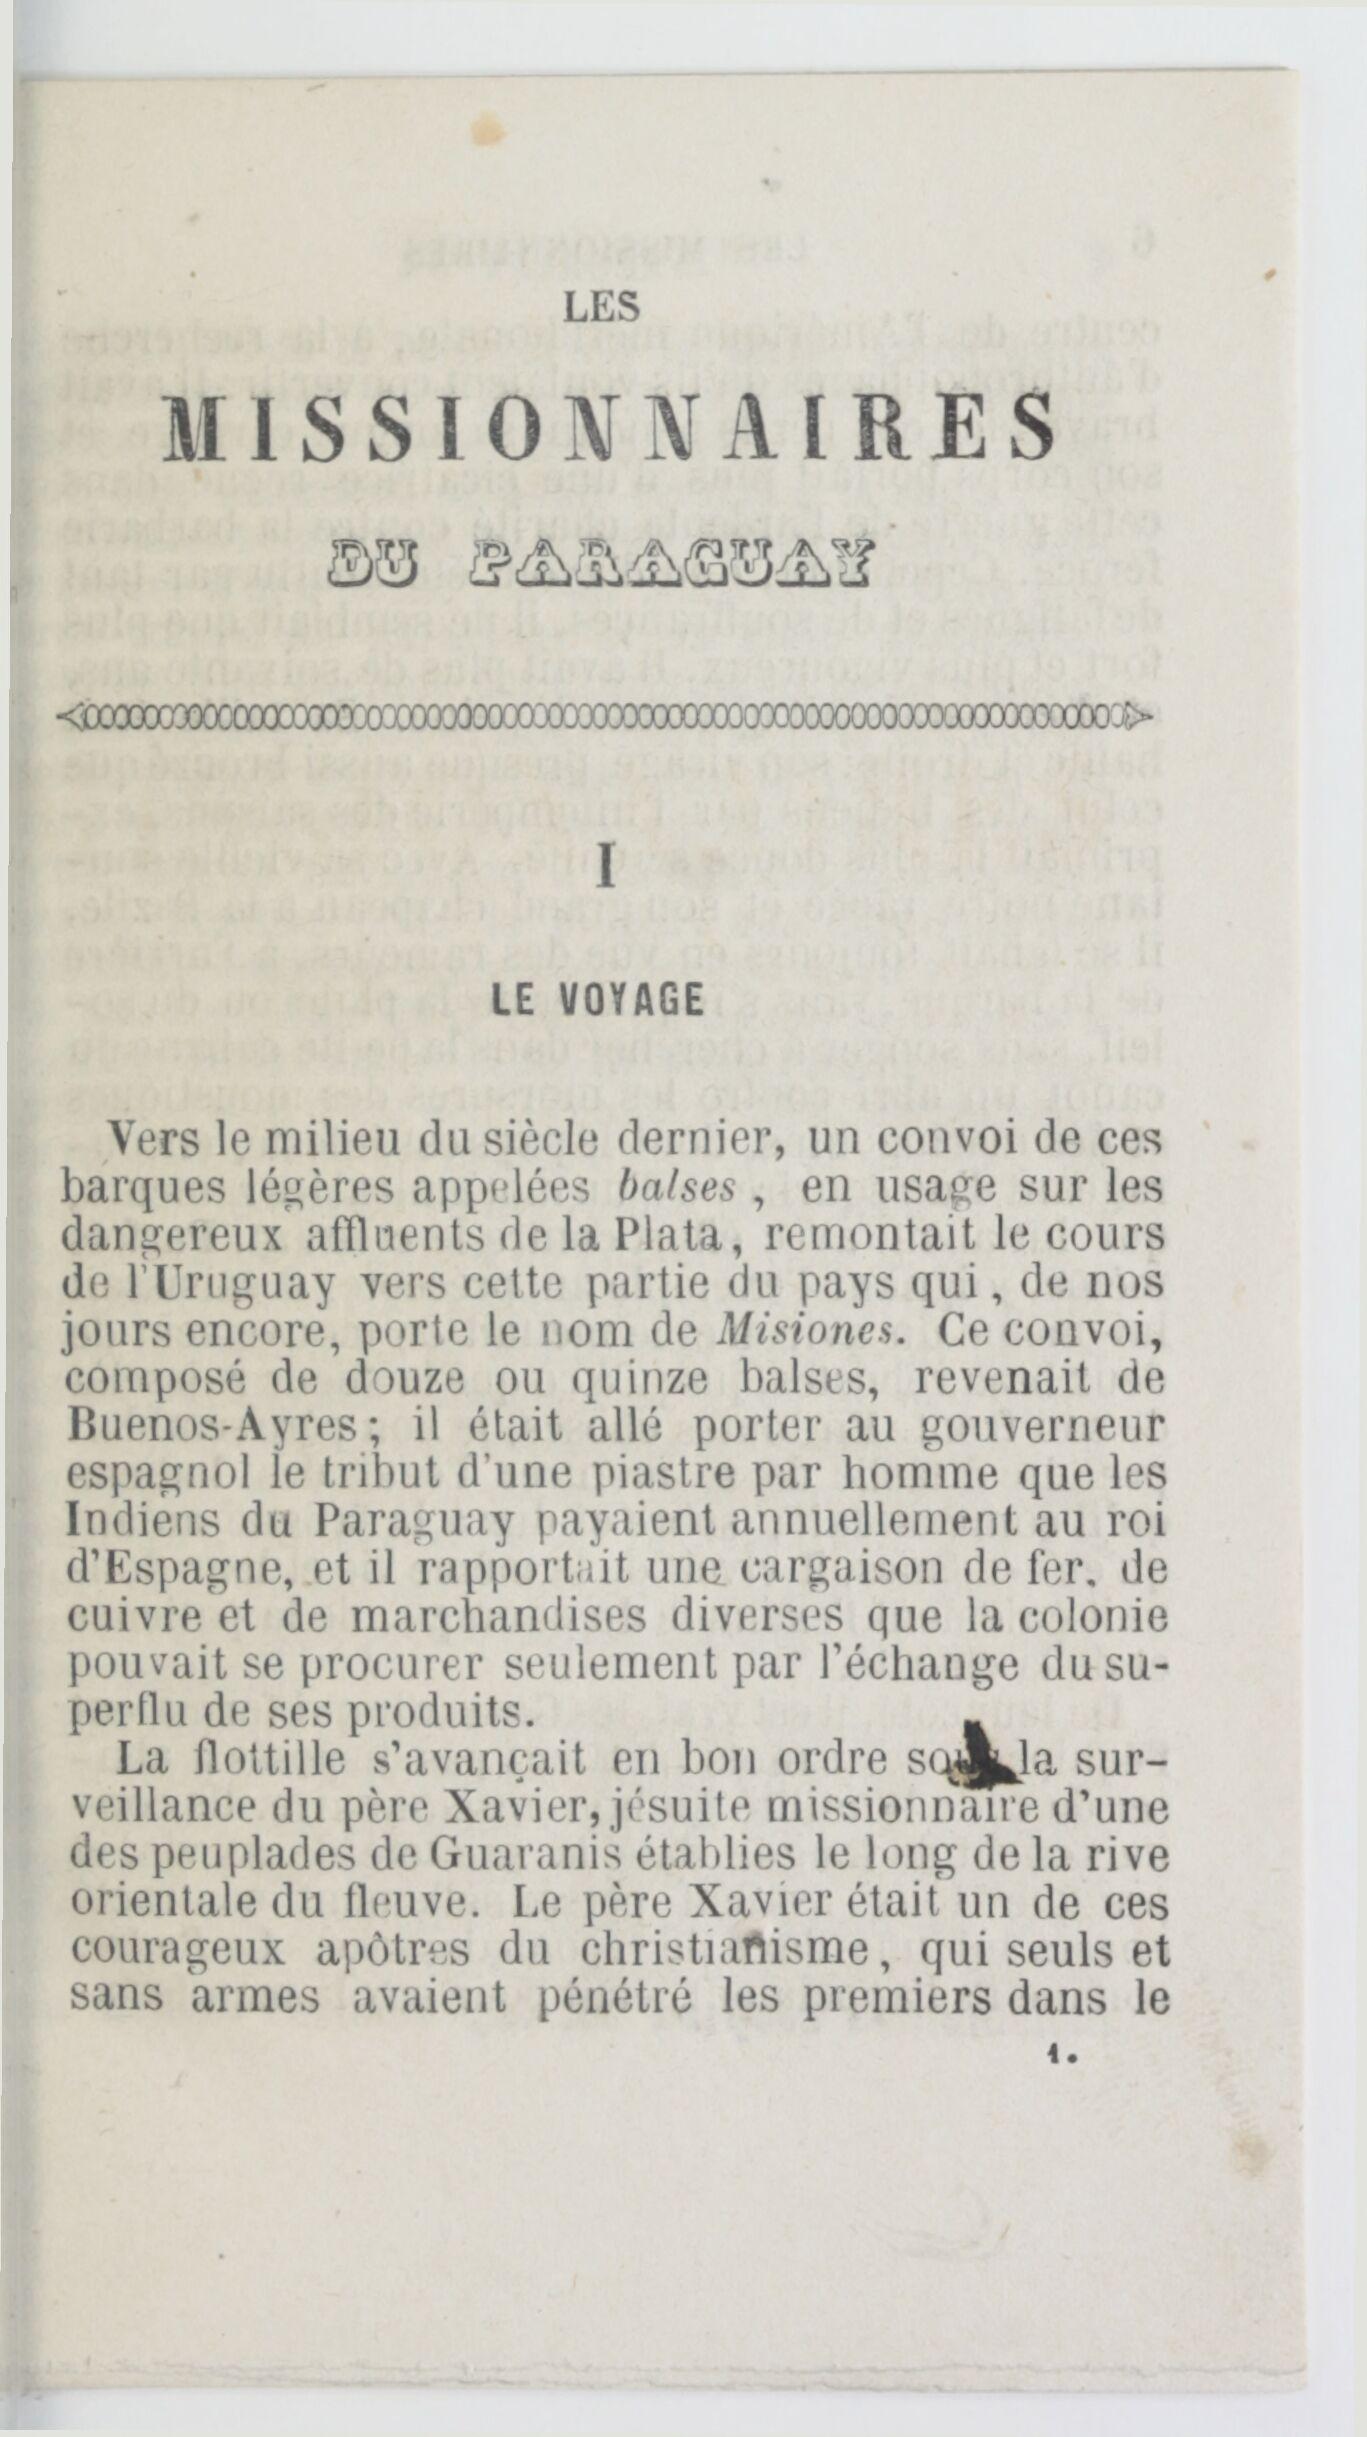 LES
MISSIONNAIRES
DU PARAGUAY
I
LE VOYAGE
Vers le milieu du siècle dernier, un convoi de ces
barques légères appelées balses, en usage sur les
dangereux affluents de la Plata, remontait le cours
de l'Uruguay vers cette partie du pays qui, de nos
jours encore, porte le nom de Misiones. Ce convoi,
composé de douze ou quinze balses, revenait de
Buenos-Ayres; il était allé porter au gouverneur
espagnol le tribut d'une piastre par homme que les
Indiens du Paraguay payaient annuellement au roi
d'Espagne, et il rapportait une cargaison de fer, de
cuivre et de marchandises diverses que la colonie
pouvait se procurer seulement par l'échange du su-
perflu de ses produits.
La flottille s'avançait en bon ordre sous la sur-
veillance du père Xavier, jésuite missionnaire d'une
des peuplades de Guaranis établies le long de la rive
orientale du fleuve. Le père Xavier était un de ces
courageux apôtres du christianisme, qui seuls et
sans armes avaient pénétré les premiers dans le
1.